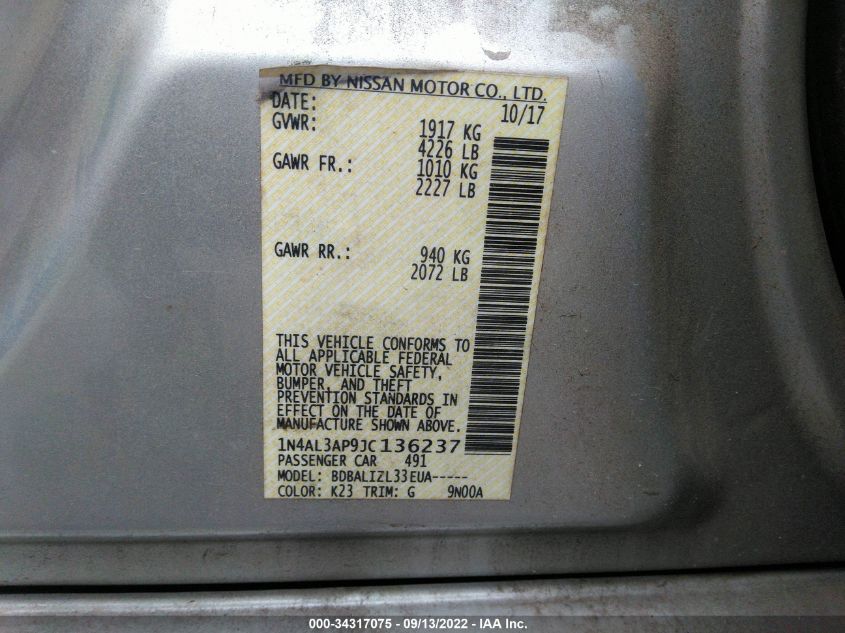 MFD BY NISSAN MOTOR CO., LTD.
DATE: 10/17
GVWR: 1917 KG
4226 LB
GAWR FR.: 1010 KG
2227 LB
GAWR RR.: 940 KG
2072 LB
THIS VEHICLE CONFORMS TO
ALL APPLICABLE FEDERAL
MOTOR VEHICLE SAFETY,
BUMPER, AND THEFT
PREVENTION STANDARDS IN
EFFECT ON THE DATE OF
MANUFACTURE SHOWN ABOVE.
1N4AL3AP9JC136237
PASSENGER CAR 491
MODEL: BDBALIZL33EUA-----
COLOR: K23 TRIM: G 9N00A
000-34317075 - 09/13/2022 - IAA Inc.